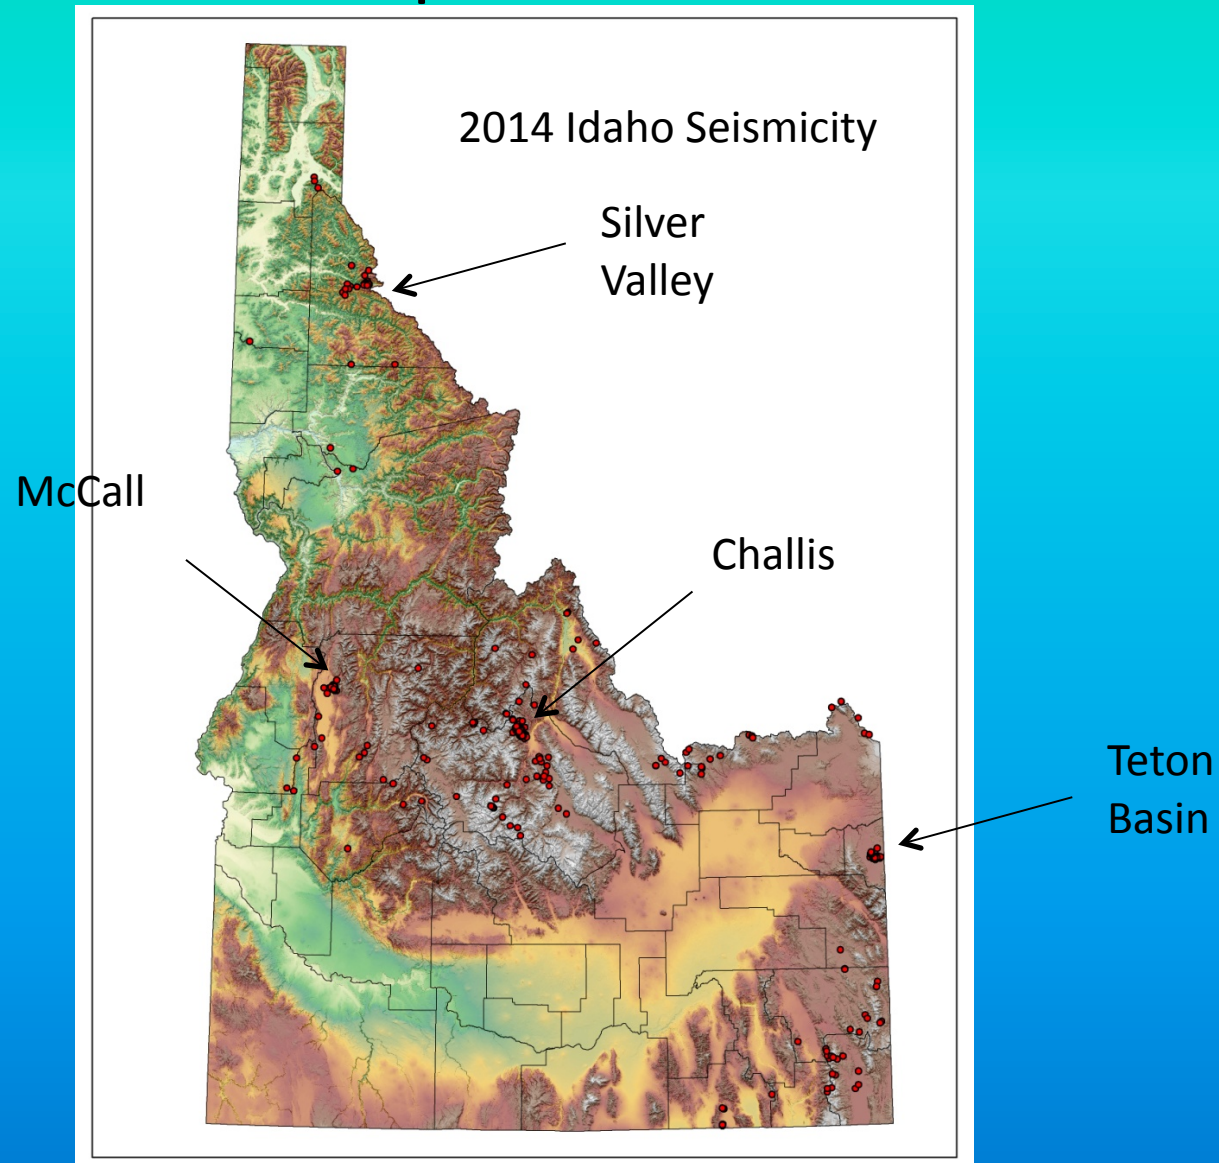 2014 Idaho Seismicity
Silver
Valley
McCall
Challis
Teton
Basin